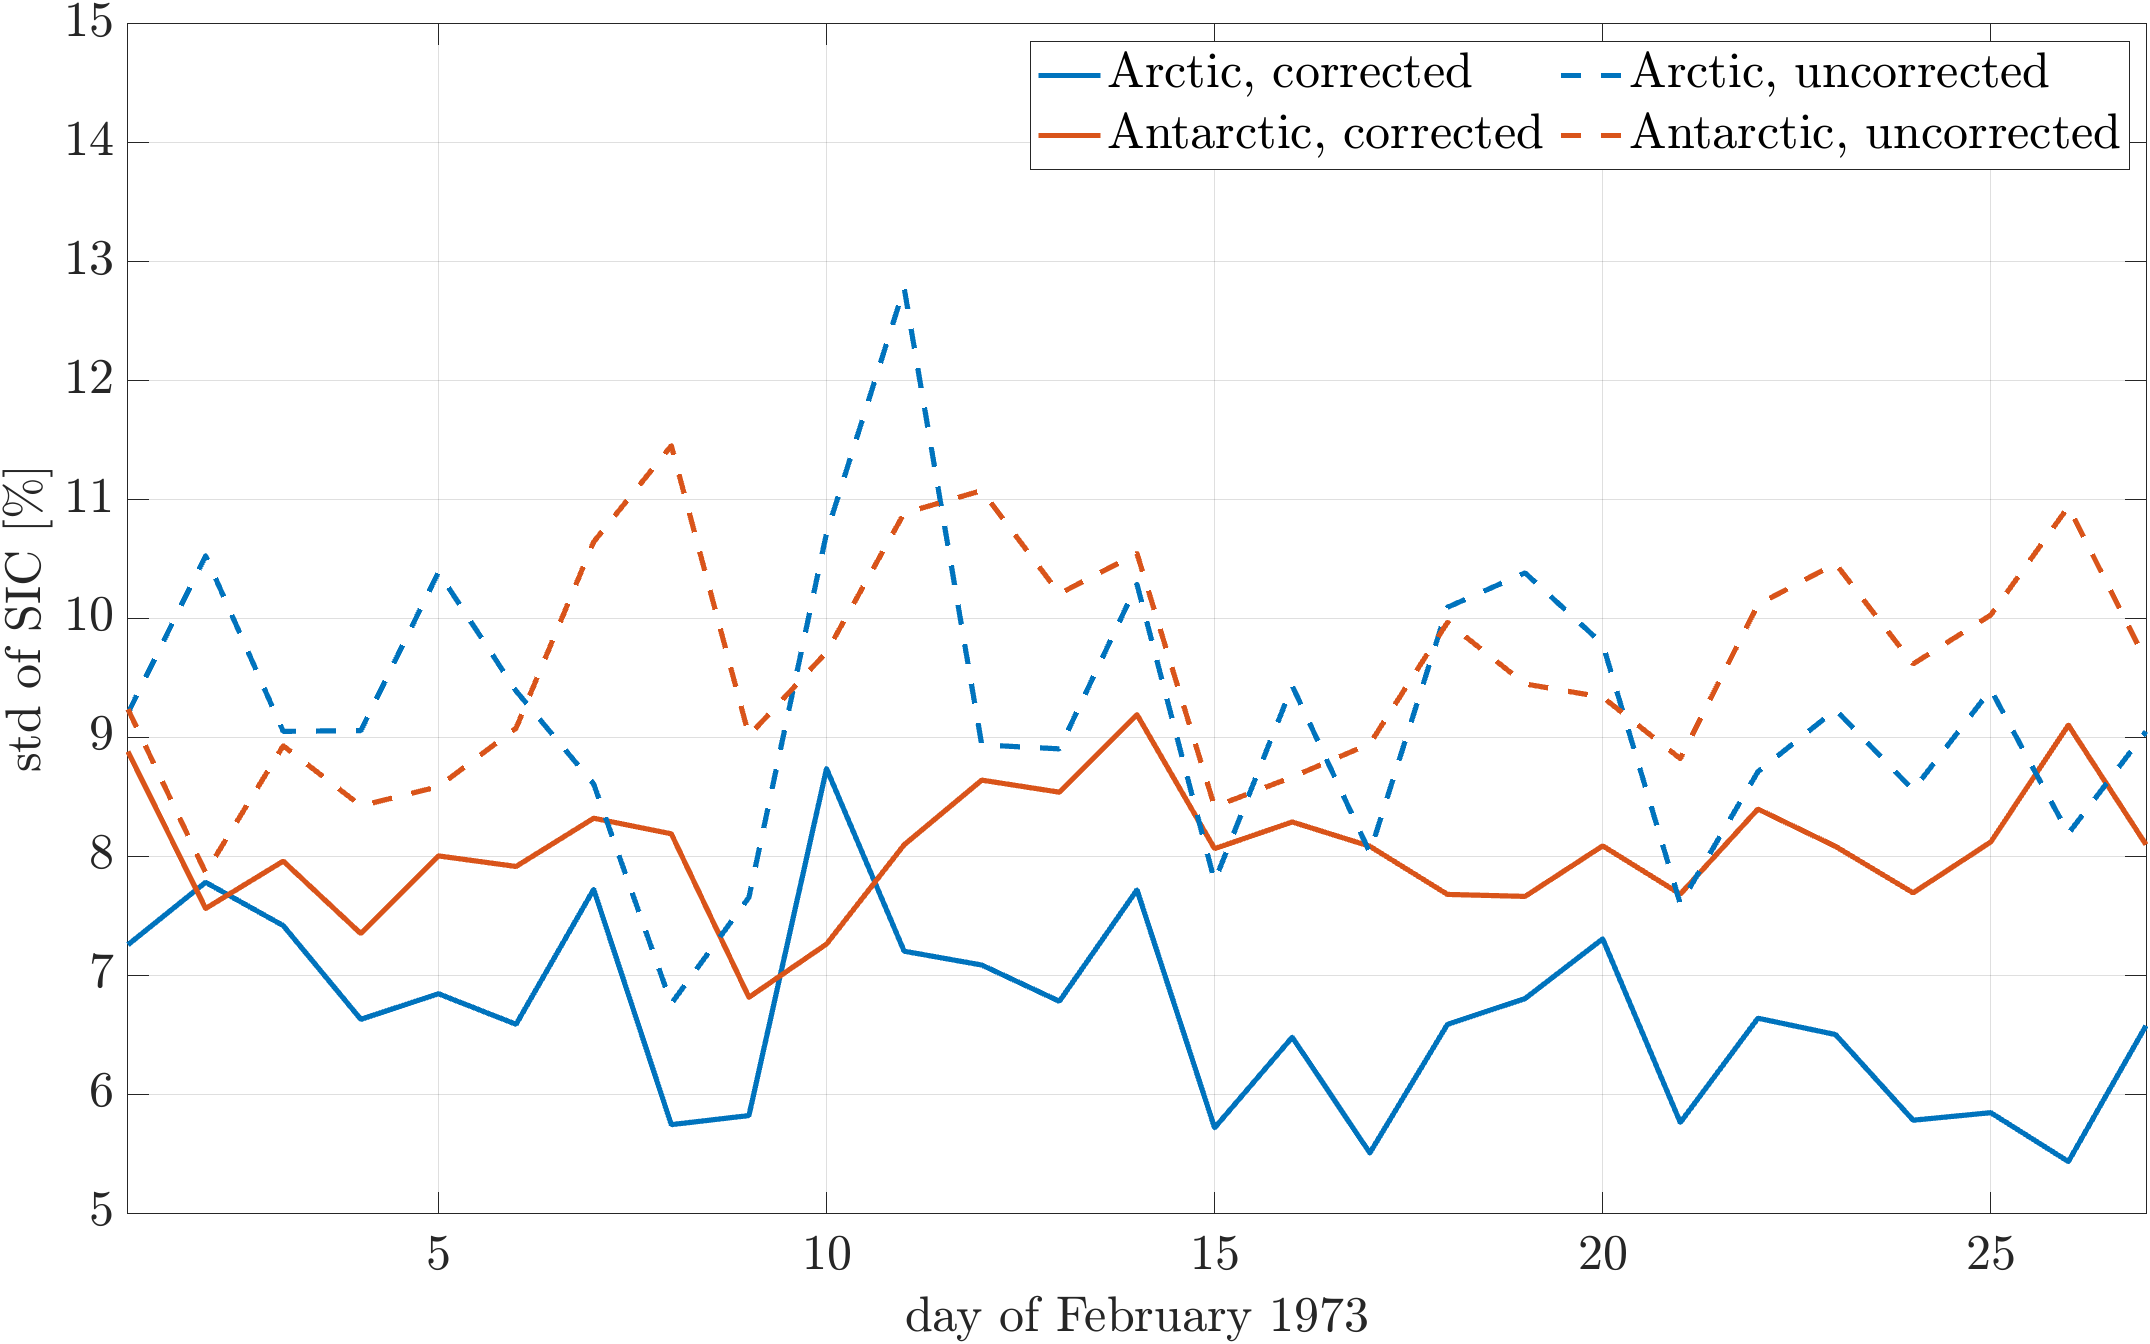 15
14
13
12
11
10
9
8
7
6
5
std of SIC [%]
Arctic, corrected
Arctic, uncorrected
Antarctic, corrected
Antarctic, uncorrected
5 10 15 20 25
day of February 1973